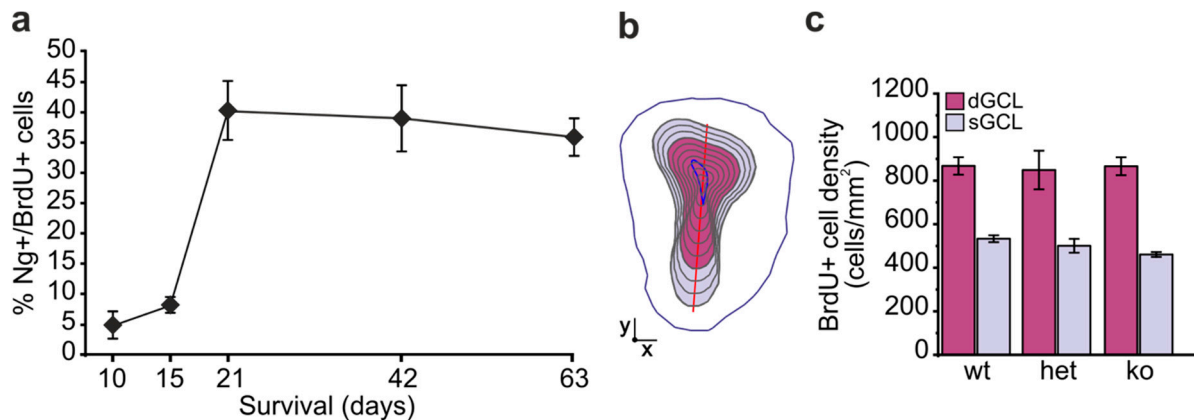 a
% Ng+/BrdU+ cells
50
45
40
35
30
25
20
15
10
5
0
10 15 21 42 63
Survival (days)
b
y
x
c
BrdU+ cell density
(cells/mm²)
1200
1000
800
600
400
200
0
dGCL
sGCL
wt het ko